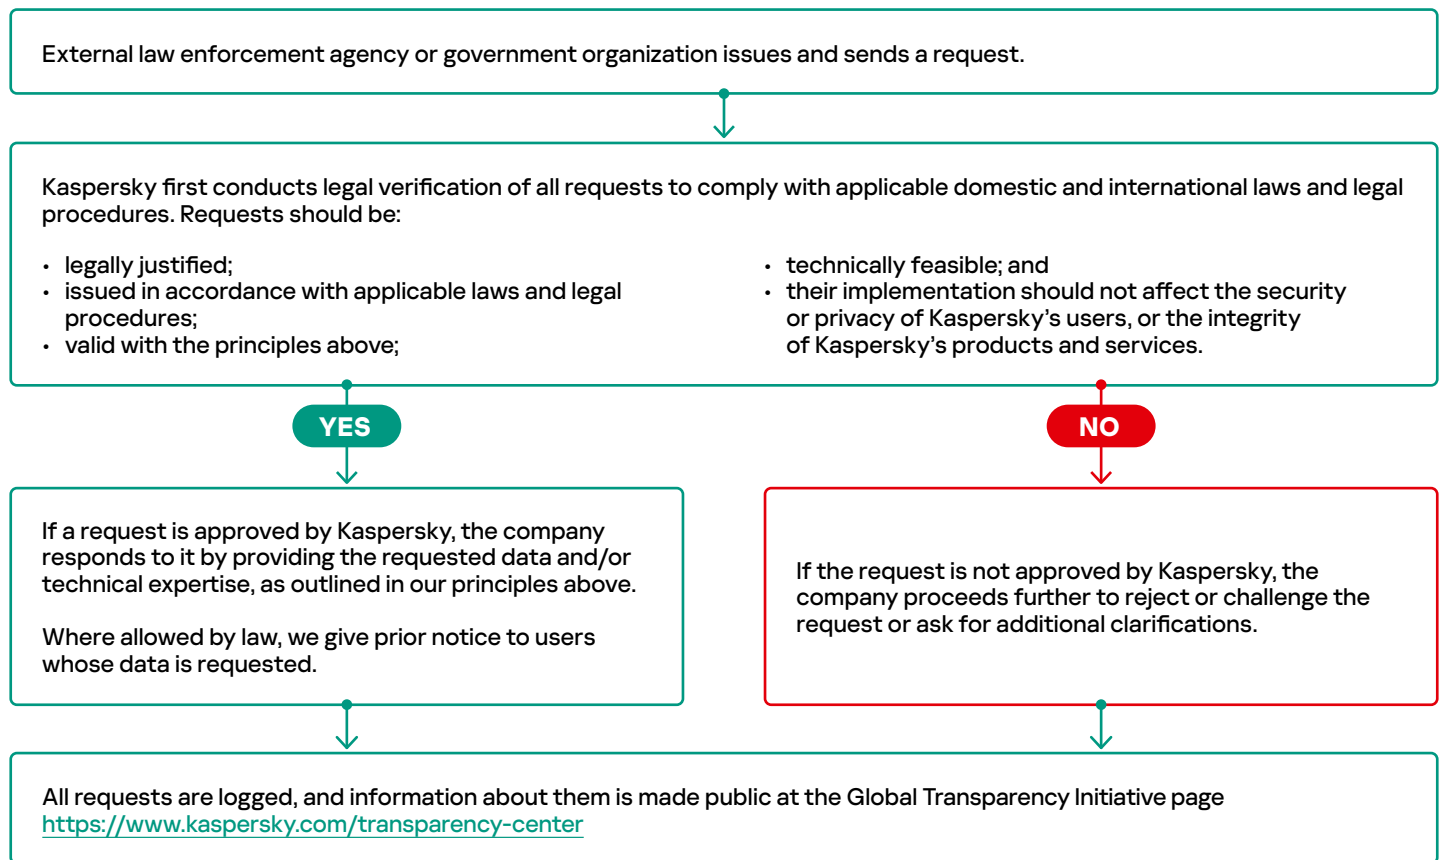 External law enforcement agency or government organization issues and sends a request.
Kaspersky first conducts legal verification of all requests to comply with applicable domestic and international laws and legal
procedures. Requests should be:
• legally justified;
• issued in accordance with applicable laws and legal
procedures;
• valid with the principles above;
• technically feasible; and
• their implementation should not affect the security
or privacy of Kaspersky's users, or the integrity
of Kaspersky's products and services.
YES
NO
If a request is approved by Kaspersky, the company
responds to it by providing the requested data and/or
technical expertise, as outlined in our principles above.
Where allowed by law, we give prior notice to users
whose data is requested.
If the request is not approved by Kaspersky, the
company proceeds further to reject or challenge the
request or ask for additional clarifications.
All requests are logged, and information about them is made public at the Global Transparency Initiative page
https://www.kaspersky.com/transparency-center